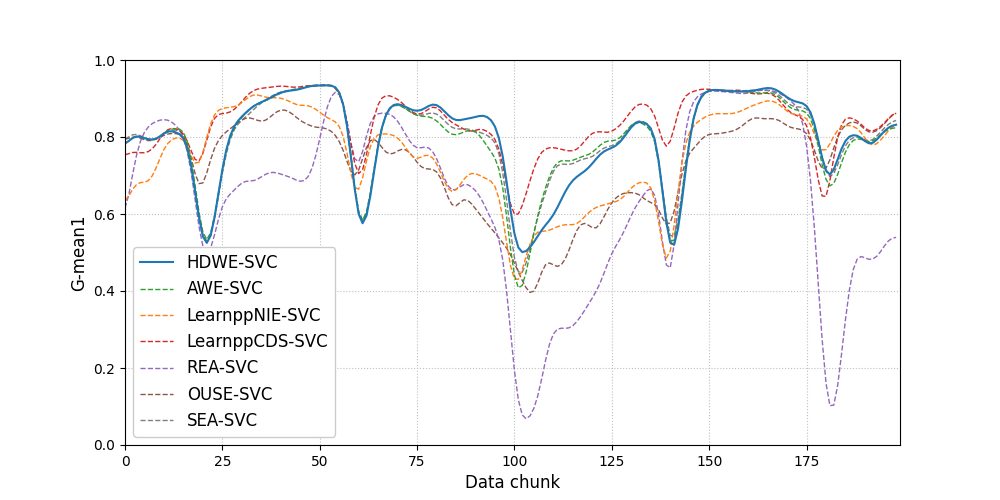 1.0
0.8
0.6
0.4
0.2
0.0
G-mean1
HDWE-SVC
AWE-SVC
LearnppNIE-SVC
LearnppCDS-SVC
REA-SVC
OUSE-SVC
SEA-SVC
0 25 50 75 100 125 150 175
Data chunk